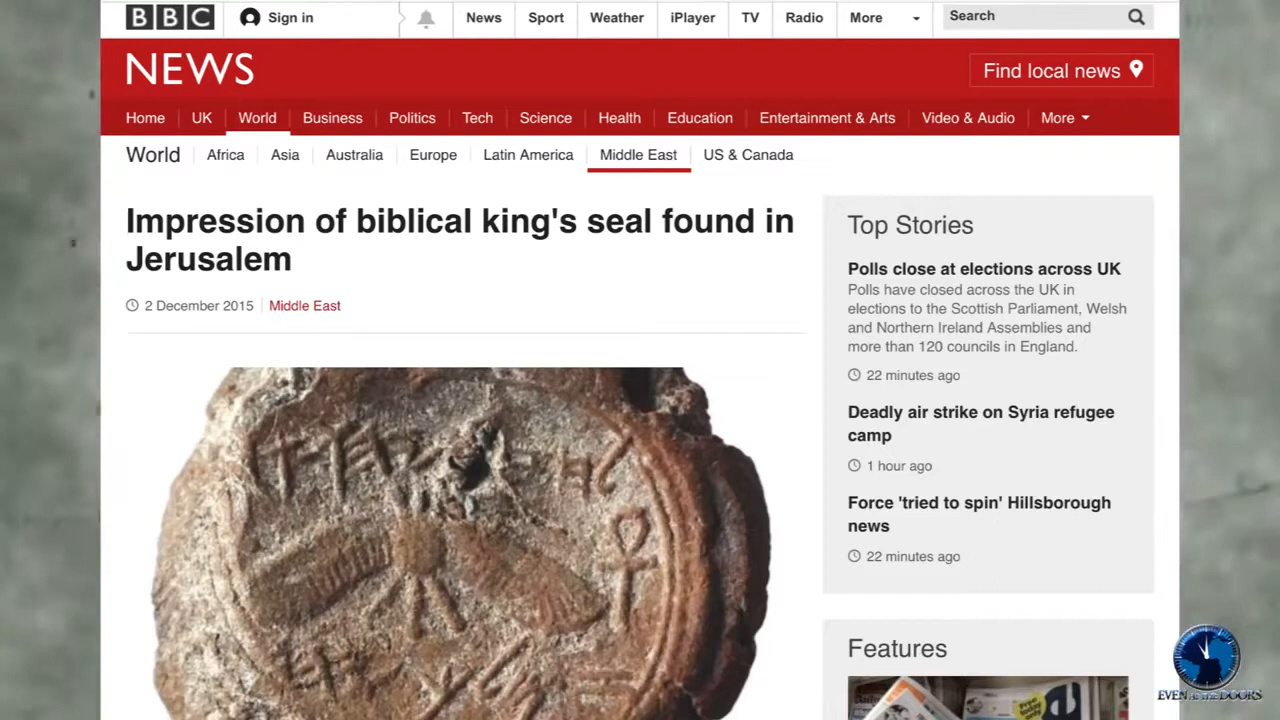 BBC
Sign in
News
Sport
Weather
iPlayer
TV
Radio
More
Search
NEWS
Find local news
Home
UK
World
Business
Politics
Tech
Science
Health
Education
Entertainment & Arts
Video & Audio
More
World
Africa
Asia
Australia
Europe
Latin America
Middle East
US & Canada
Impression of biblical king's seal found in
Jerusalem
2 December 2015
Middle East
Top Stories
Polls close at elections across UK
Polls have closed across the UK in
elections to the Scottish Parliament, Welsh
and Northern Ireland Assemblies and
more than 120 councils in England.
22 minutes ago
Deadly air strike on Syria refugee
camp
1 hour ago
Force 'tried to spin' Hillsborough
news
22 minutes ago
Features
EVEN AT THE DOORS